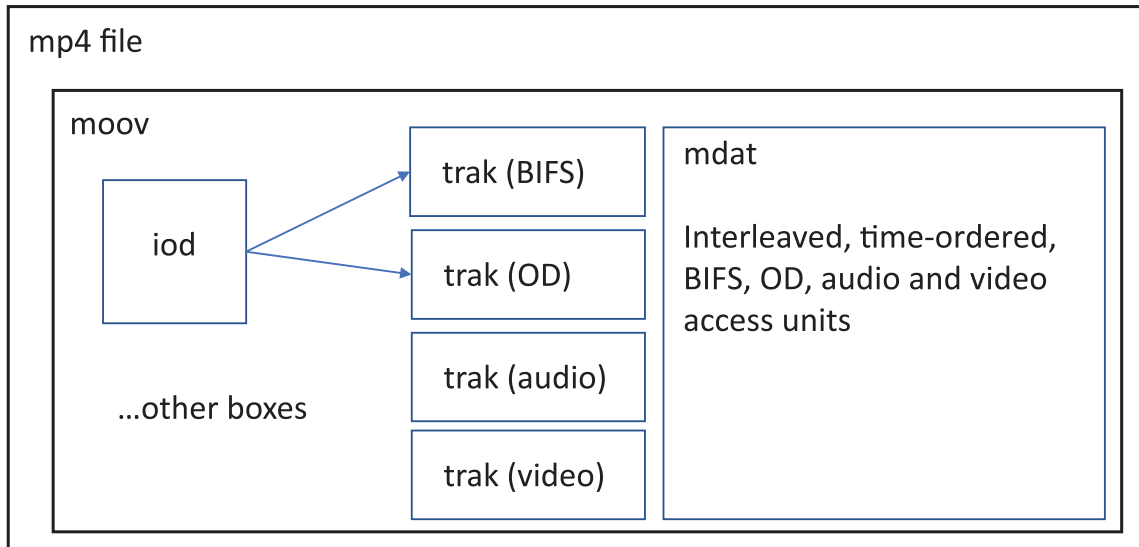 mp4 file
moov
iod
...other boxes
trak (BIFS)
trak (OD)
trak (audio)
trak (video)
mdat
Interleaved, time-ordered,
BIFS, OD, audio and video
access units